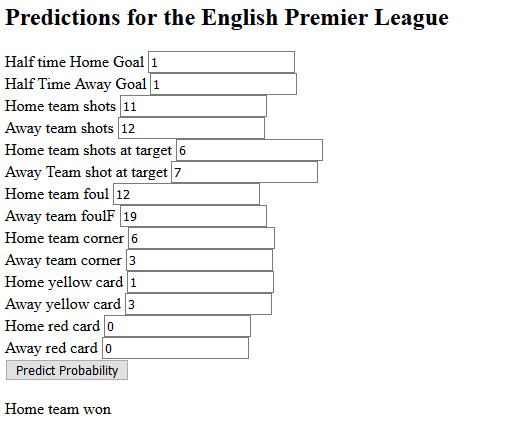 Predictions for the English Premier League
Half time Home Goal 1
Half Time Away Goal 1
Home team shots 11
Away team shots 12
Home team shots at target 6
Away Team shot at target 7
Home team foul 12
Away team foulF 19
Home team corner 6
Away team corner 3
Home yellow card 1
Away yellow card 3
Home red card 0
Away red card 0
Predict Probability
Home team won